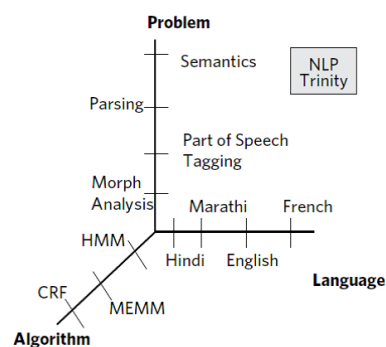 Problem
Semantics
NLP
Trinity
Parsing
Part of Speech
Tagging
Morph
Analysis
Marathi
French
HMM
Hindi
English
Language
CRF
MEMM
Algorithm